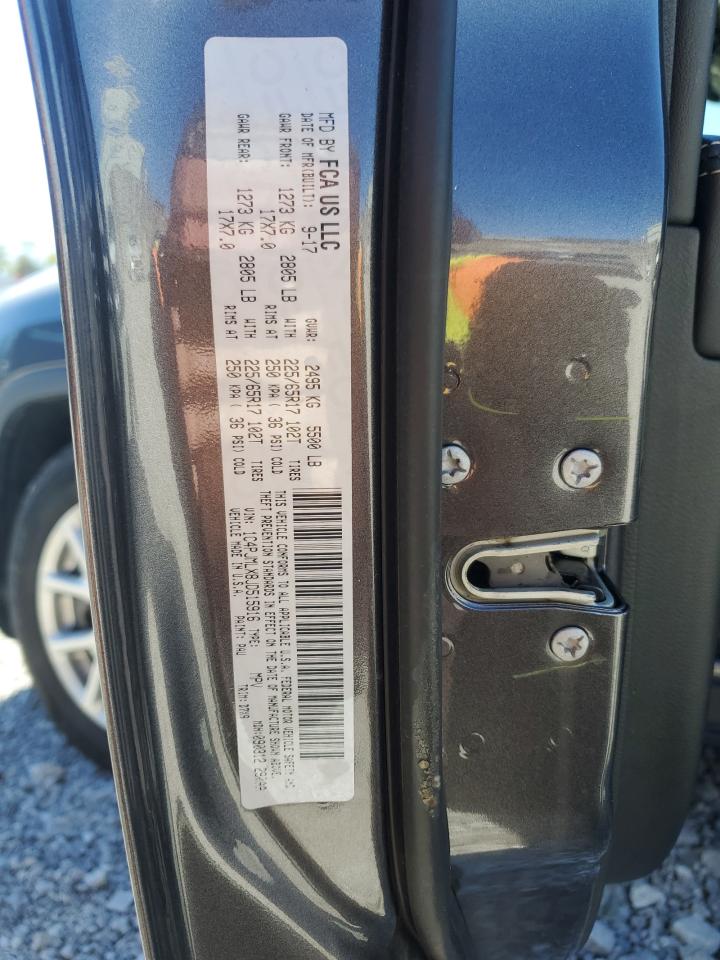 MFD BY FCA US LLC
DATE OF MFR(BUILT): 9-17 GVWR: 2495 KG 5500 LB
GAWR FRONT: 1273 KG 2805 LB WITH 225/65R17 102T TIRES
17X7.0 RIMS AT 250 KPA ( 36 PSI) COLD
GAWR REAR: 1273 KG 2805 LB WITH 225/65R17 102T TIRES
17X7.0 RIMS AT 250 KPA ( 36 PSI) COLD
THIS VEHICLE CONFORMS TO ALL APPLICABLE U.S.A. FEDERAL MOTOR VEHICLE SAFETY AND
THEFT PREVENTION STANDARDS IN EFFECT ON THE DATE OF MANUFACTURE SHOWN ABOVE.
VIN: 1C4PJMLX8JD515916 TYPE: MPV MDH:090912
VEHICLE MADE IN U.S.A. PAINT: PAU TRIM: